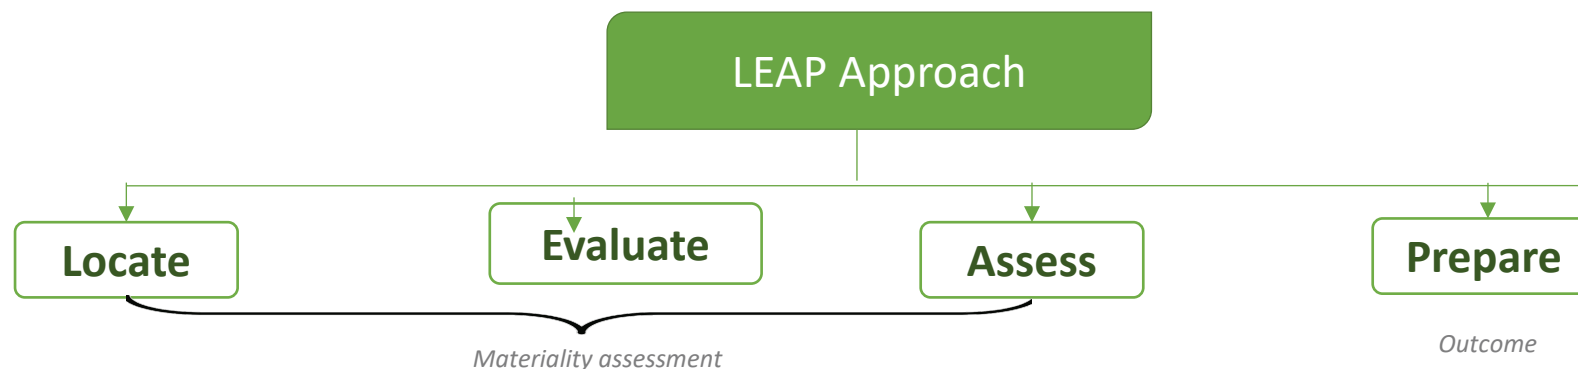 LEAP Approach
Locate
Evaluate
Assess
Prepare
Materiality assessment
Outcome